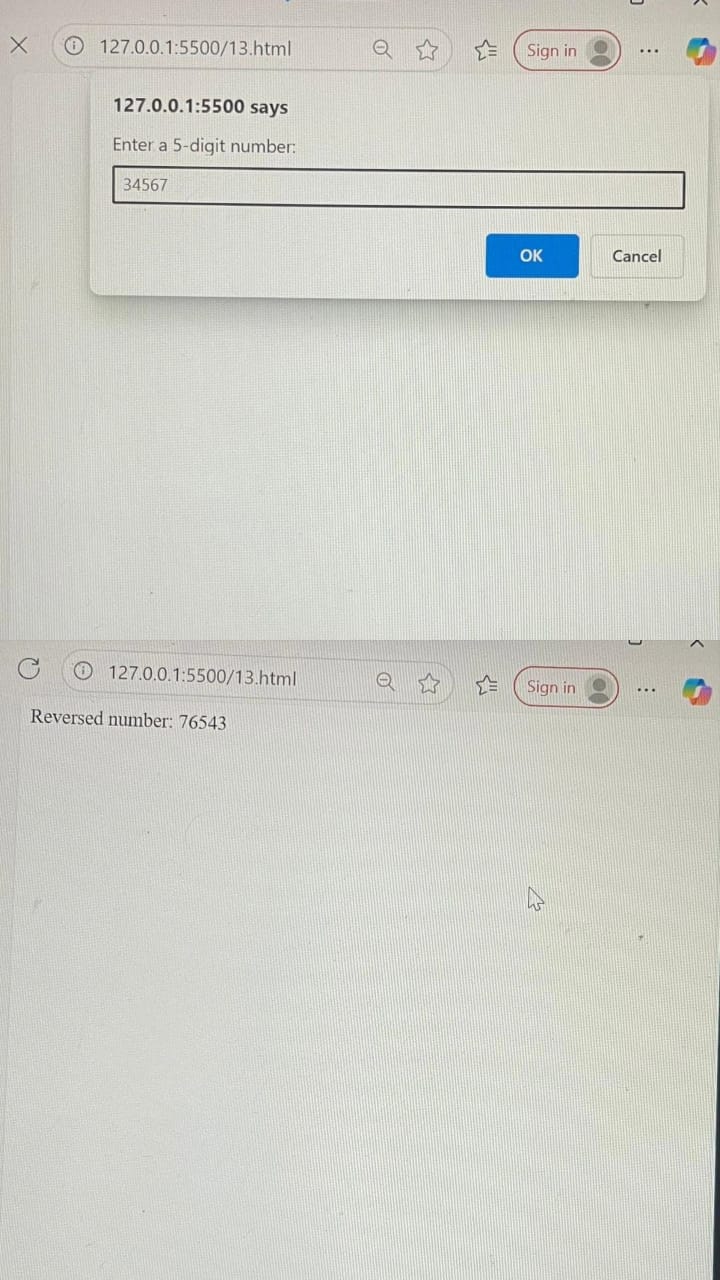 127.0.0.1:5500/13.html
Sign in
127.0.0.1:5500 says
Enter a 5-digit number:
34567
OK
Cancel
127.0.0.1:5500/13.html
Sign in
Reversed number: 76543